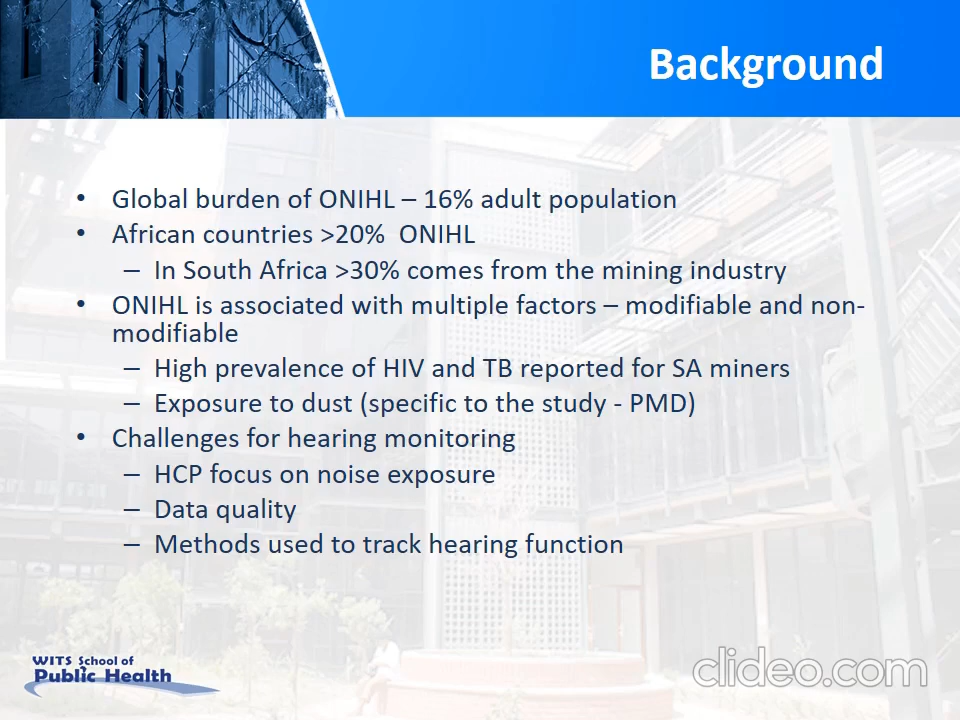 Background
• Global burden of ONIHL – 16% adult population
• African countries >20% ONIHL
– In South Africa >30% comes from the mining industry
• ONIHL is associated with multiple factors – modifiable and non-
modifiable
– High prevalence of HIV and TB reported for SA miners
– Exposure to dust (specific to the study - PMD)
• Challenges for hearing monitoring
– HCP focus on noise exposure
– Data quality
– Methods used to track hearing function
WITS School of
Public Health
clideo.com